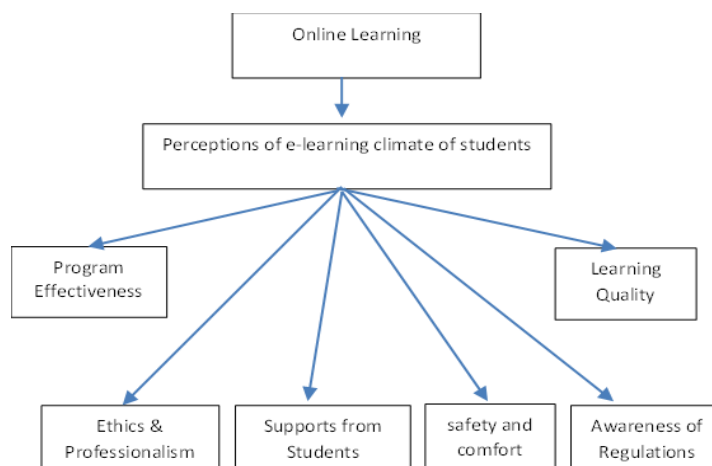 Online Learning
Perceptions of e-learning climate of students
Program
Effectiveness
Learning
Quality
Ethics &
Professionalism
Supports from
Students
safety and
comfort
Awareness of
Regulations